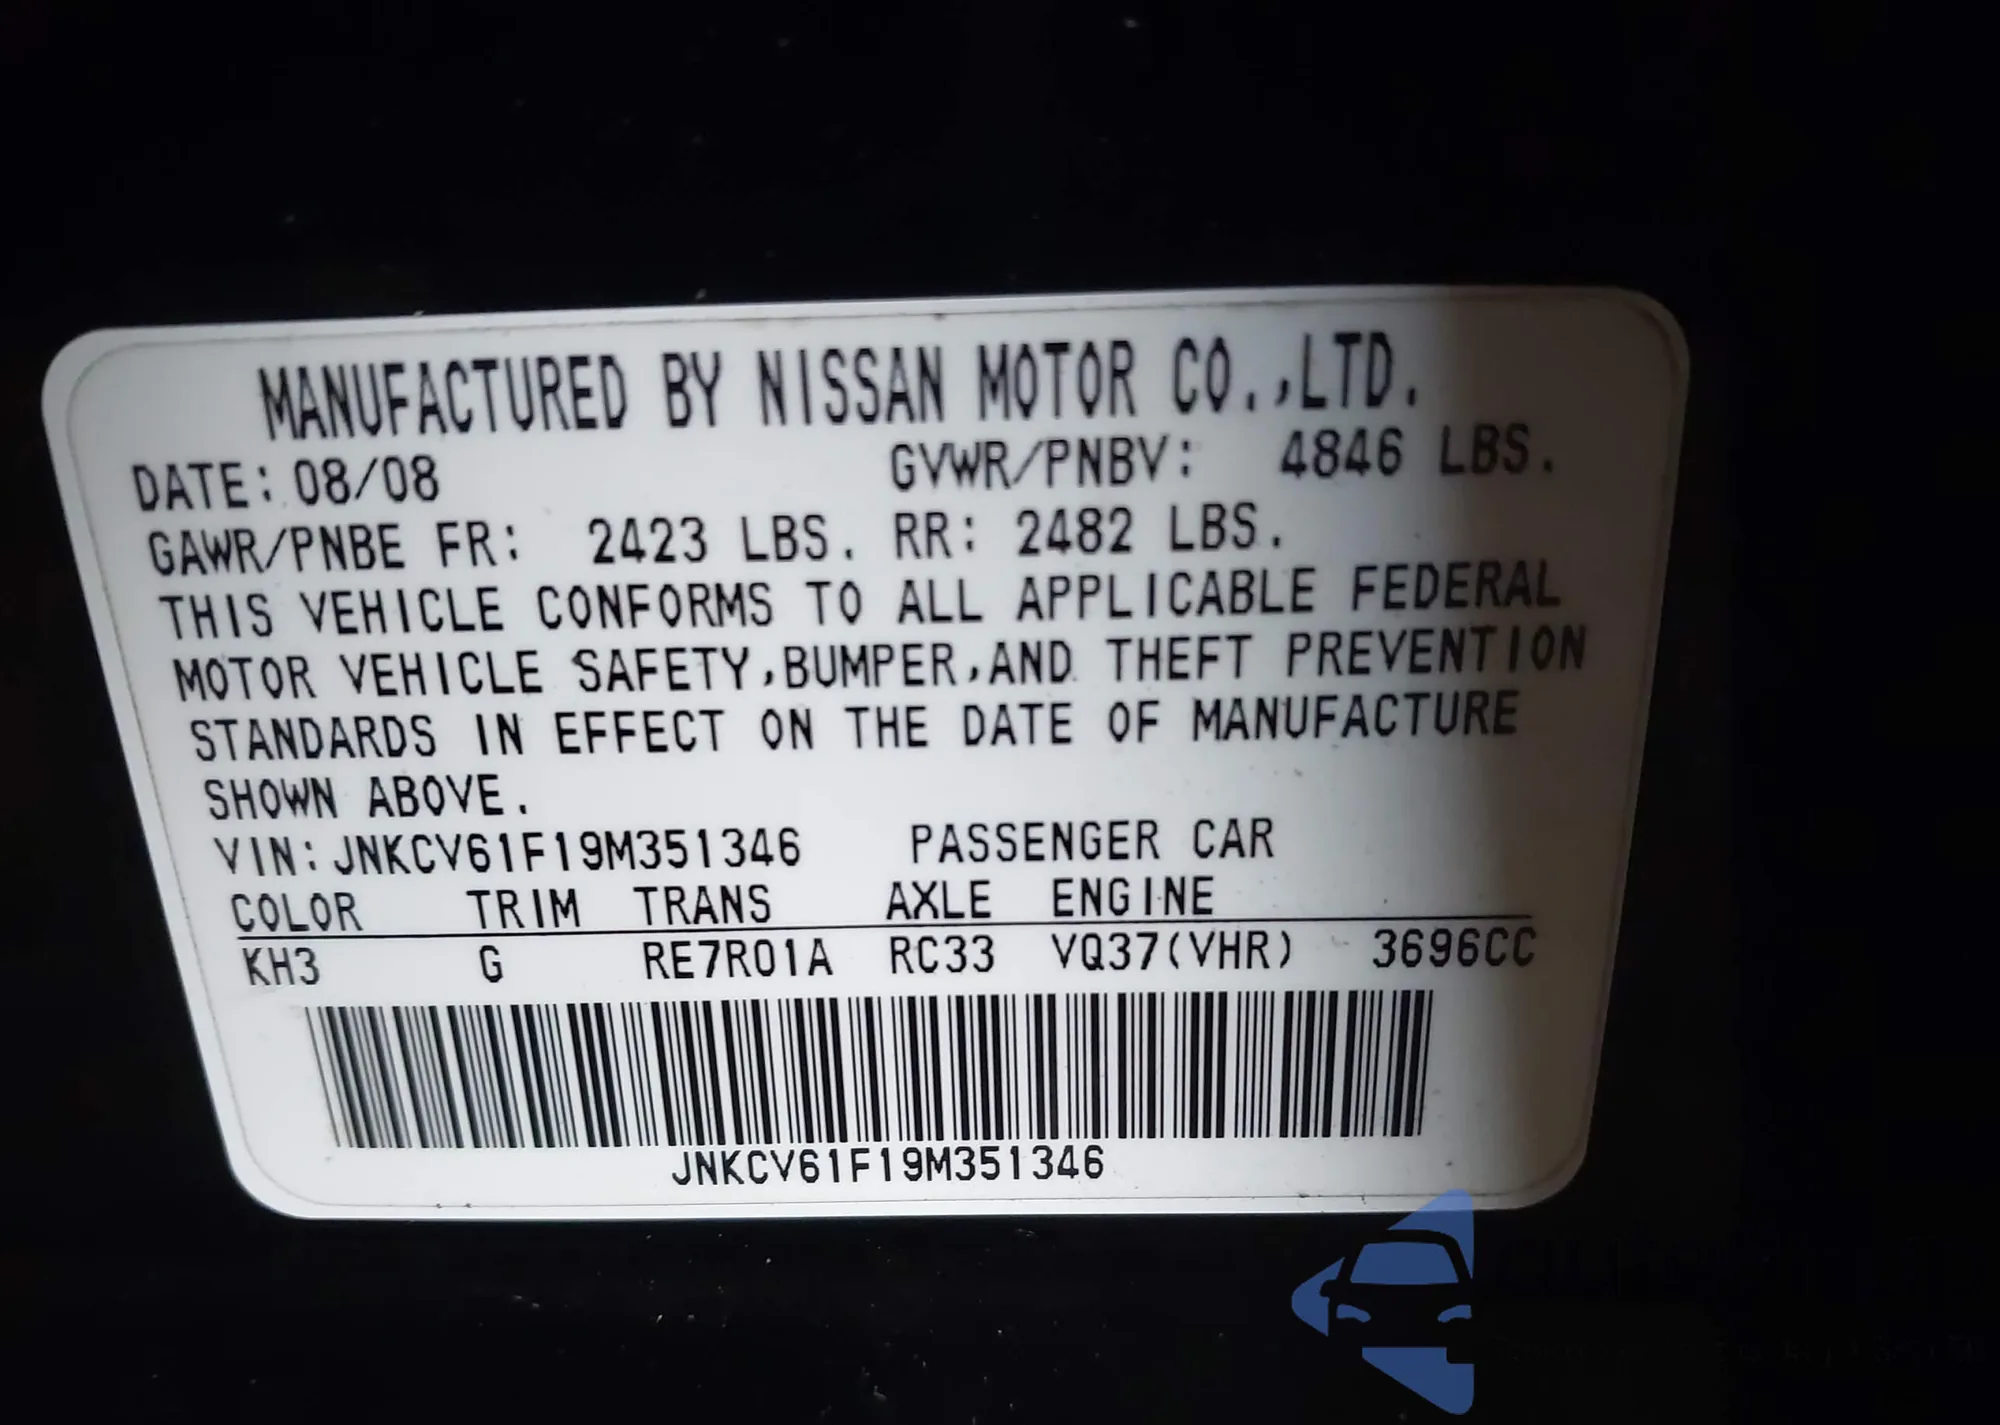 MANUFACTURED BY NISSAN MOTOR CO.,LTD.
DATE: 08/08 GVWR/PNBV: 4846 LBS.
GAWR/PNBE FR: 2423 LBS. RR: 2482 LBS.
THIS VEHICLE CONFORMS TO ALL APPLICABLE FEDERAL
MOTOR VEHICLE SAFETY,BUMPER,AND THEFT PREVENTION
STANDARDS IN EFFECT ON THE DATE OF MANUFACTURE
SHOWN ABOVE.
VIN: JNKCV61F19M351346 PASSENGER CAR
COLOR TRIM TRANS AXLE ENGINE
KH3 G RE7R01A RC33 VQ37(VHR) 3696CC
JNKCV61F19M351346